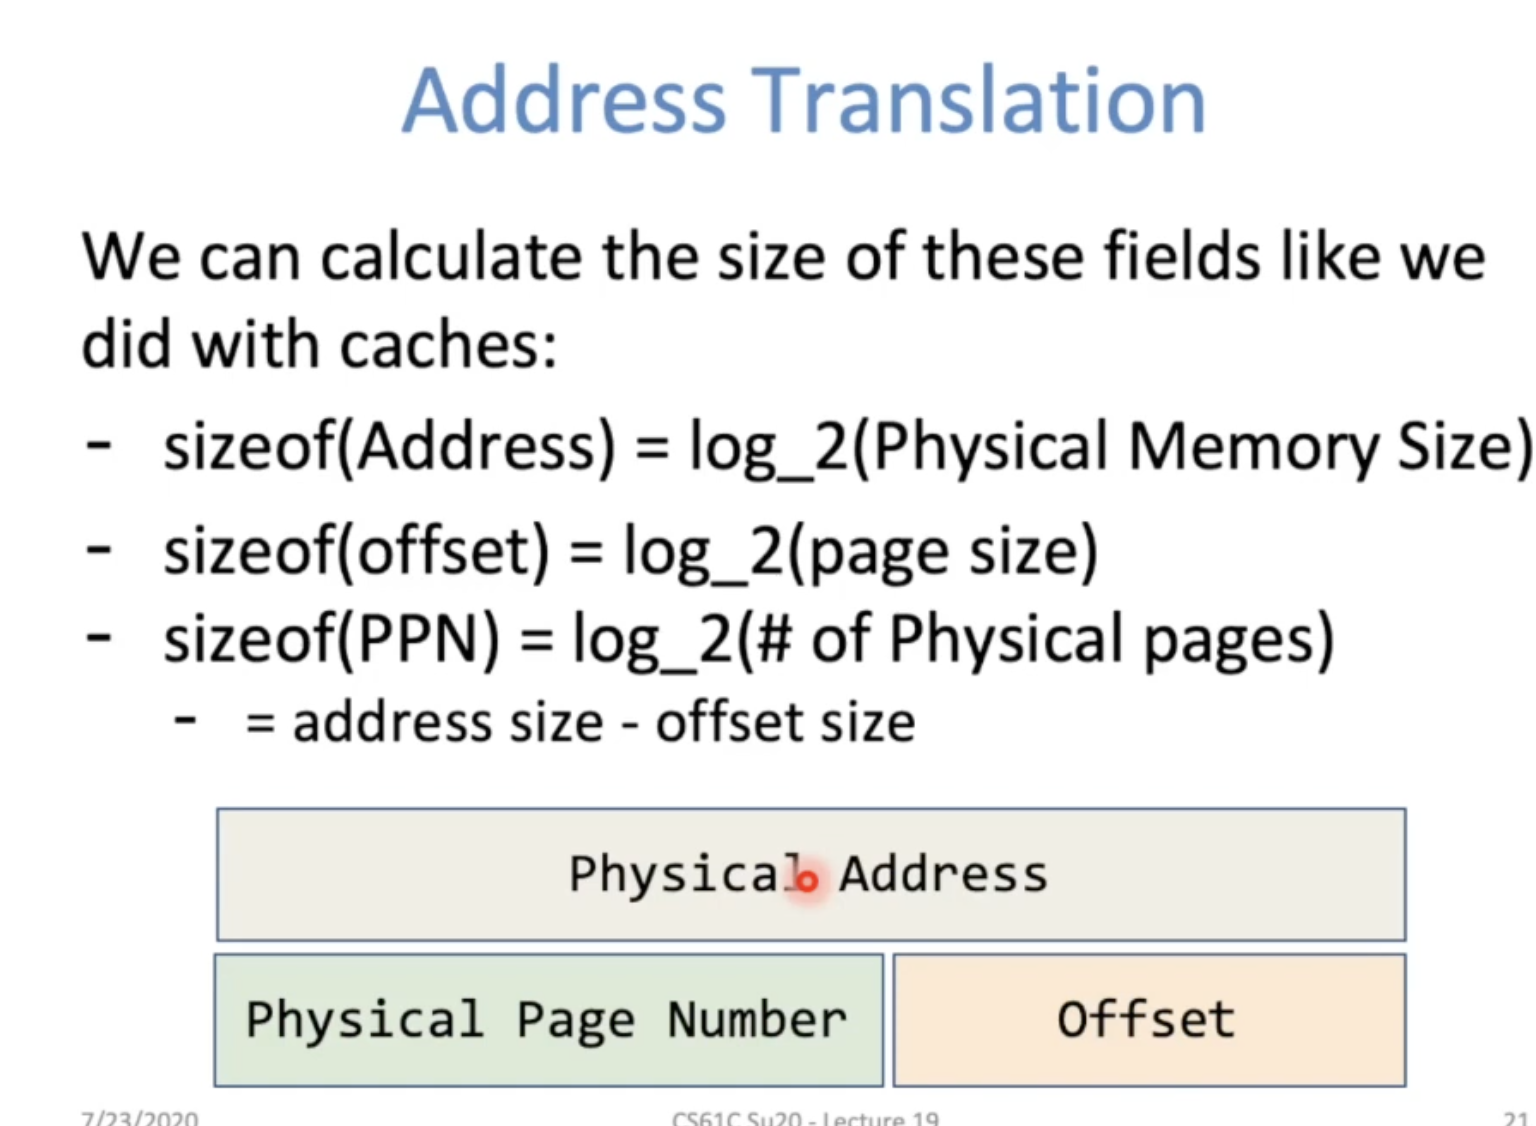 Address Translation
We can calculate the size of these fields like we
did with caches:
- sizeof(Address) = log_2(Physical Memory Size)
- sizeof(offset) = log_2(page size)
- sizeof(PPN) = log_2(# of Physical pages)
- = address size - offset size
Physical Address
Physical Page Number
Offset
7/23/2020
CS61C Su20 - Lecture 19
21